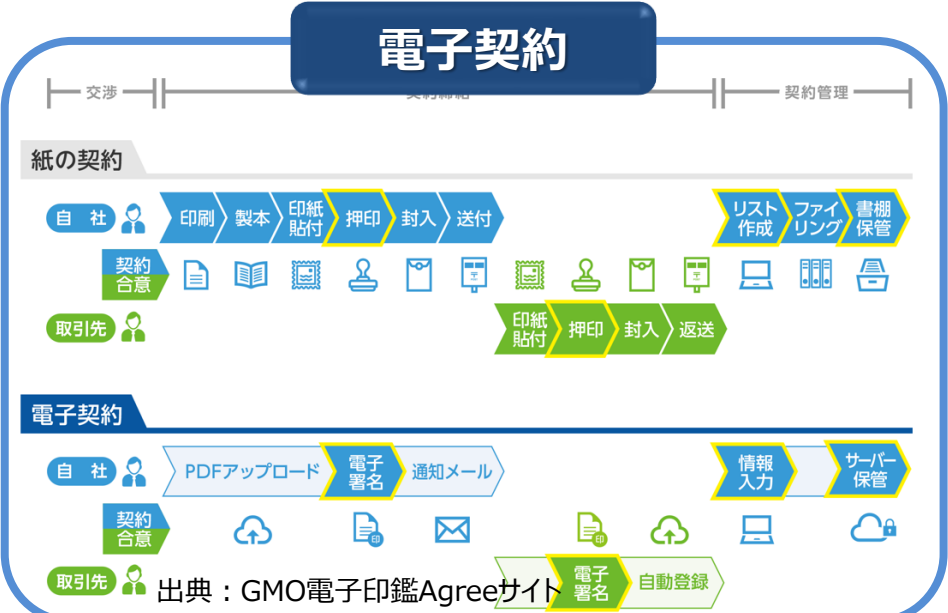 電子契約
交渉
契約管理
紙の契約
自 社
印刷
製本
印紙
貼付
押印
封入
送付
リスト
作成
ファイ
リング
書棚
保管
契約
合意
取引先
印紙
貼付
押印
封入
返送
電子契約
自 社
PDFアップロード
電子
署名
通知メール
情報
入力
サーバー
保管
契約
合意
印
印
取引先
出典：GMO電子印鑑Agreeサイト
電子
署名
自動登録